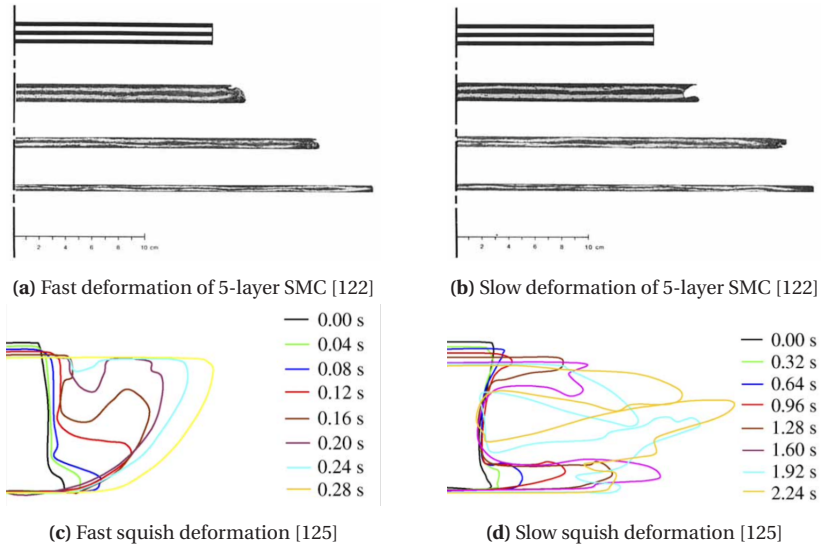 2 4 6 8 10 cm
2 4 6 8 10 cm
(a) Fast deformation of 5-layer SMC [122]
(b) Slow deformation of 5-layer SMC [122]
0.00 s
0.04 s
0.08 s
0.12 s
0.16 s
0.20 s
0.24 s
0.28 s
0.00 s
0.32 s
0.64 s
0.96 s
1.28 s
1.60 s
1.92 s
2.24 s
(c) Fast squish deformation [125]
(d) Slow squish deformation [125]